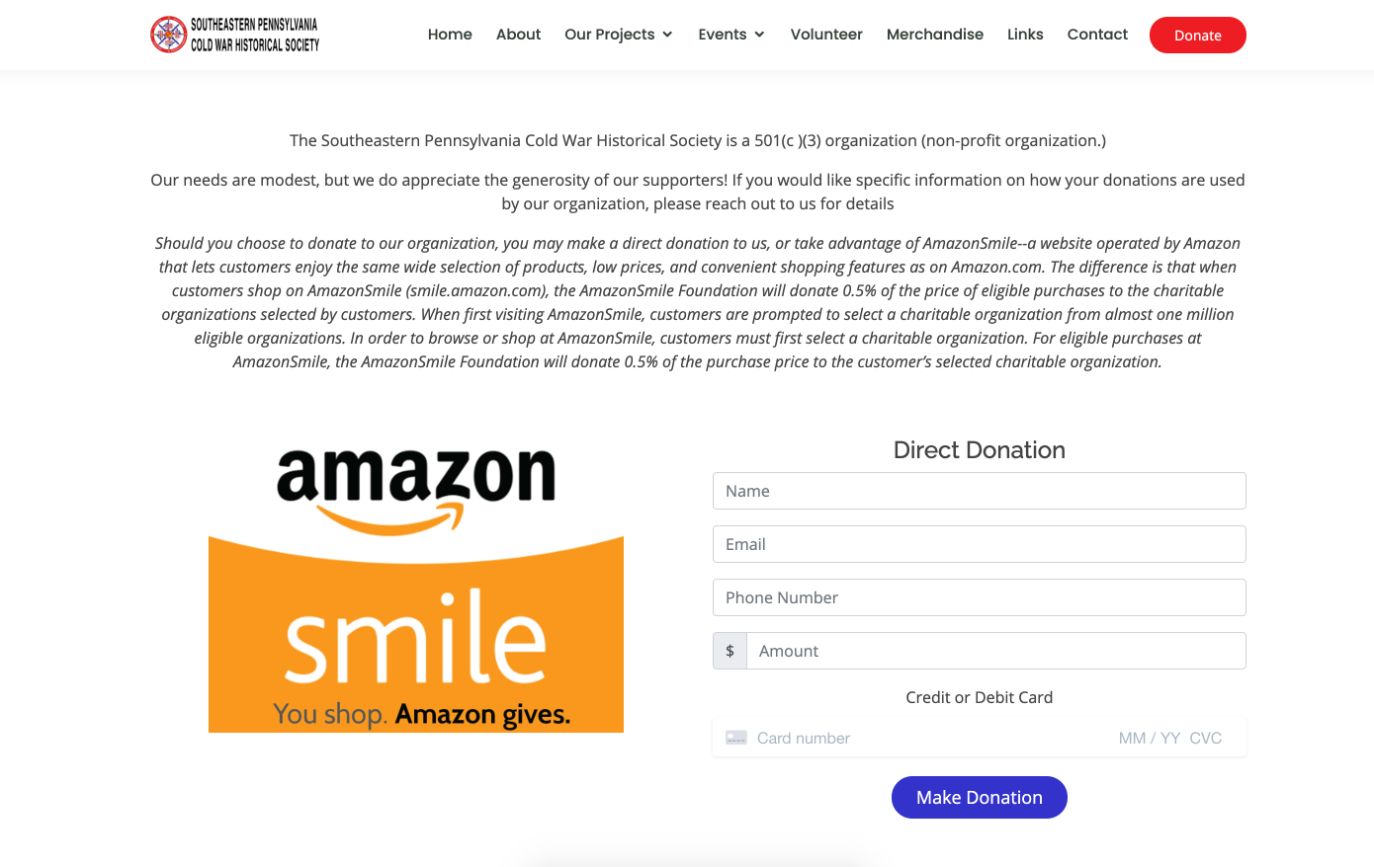 SOUTHEASTERN PENNSYLVANIA
COLD WAR HISTORICAL SOCIETY
Home About Our Projects Events Volunteer Merchandise Links Contact Donate
The Southeastern Pennsylvania Cold War Historical Society is a 501(c )(3) organization (non-profit organization.)
Our needs are modest, but we do appreciate the generosity of our supporters! If you would like specific information on how your donations are used
by our organization, please reach out to us for details
Should you choose to donate to our organization, you may make a direct donation to us, or take advantage of AmazonSmile--a website operated by Amazon
that lets customers enjoy the same wide selection of products, low prices, and convenient shopping features as on Amazon.com. The difference is that when
customers shop on AmazonSmile (smile.amazon.com), the AmazonSmile Foundation will donate 0.5% of the price of eligible purchases to the charitable
organizations selected by customers. When first visiting AmazonSmile, customers are prompted to select a charitable organization from almost one million
eligible organizations. In order to browse or shop at AmazonSmile, customers must first select a charitable organization. For eligible purchases at
AmazonSmile, the AmazonSmile Foundation will donate 0.5% of the purchase price to the customer’s selected charitable organization.
amazon
smile
You shop. Amazon gives.
Direct Donation
Name
Email
Phone Number
$ Amount
Credit or Debit Card
Card number MM / YY CVC
Make Donation